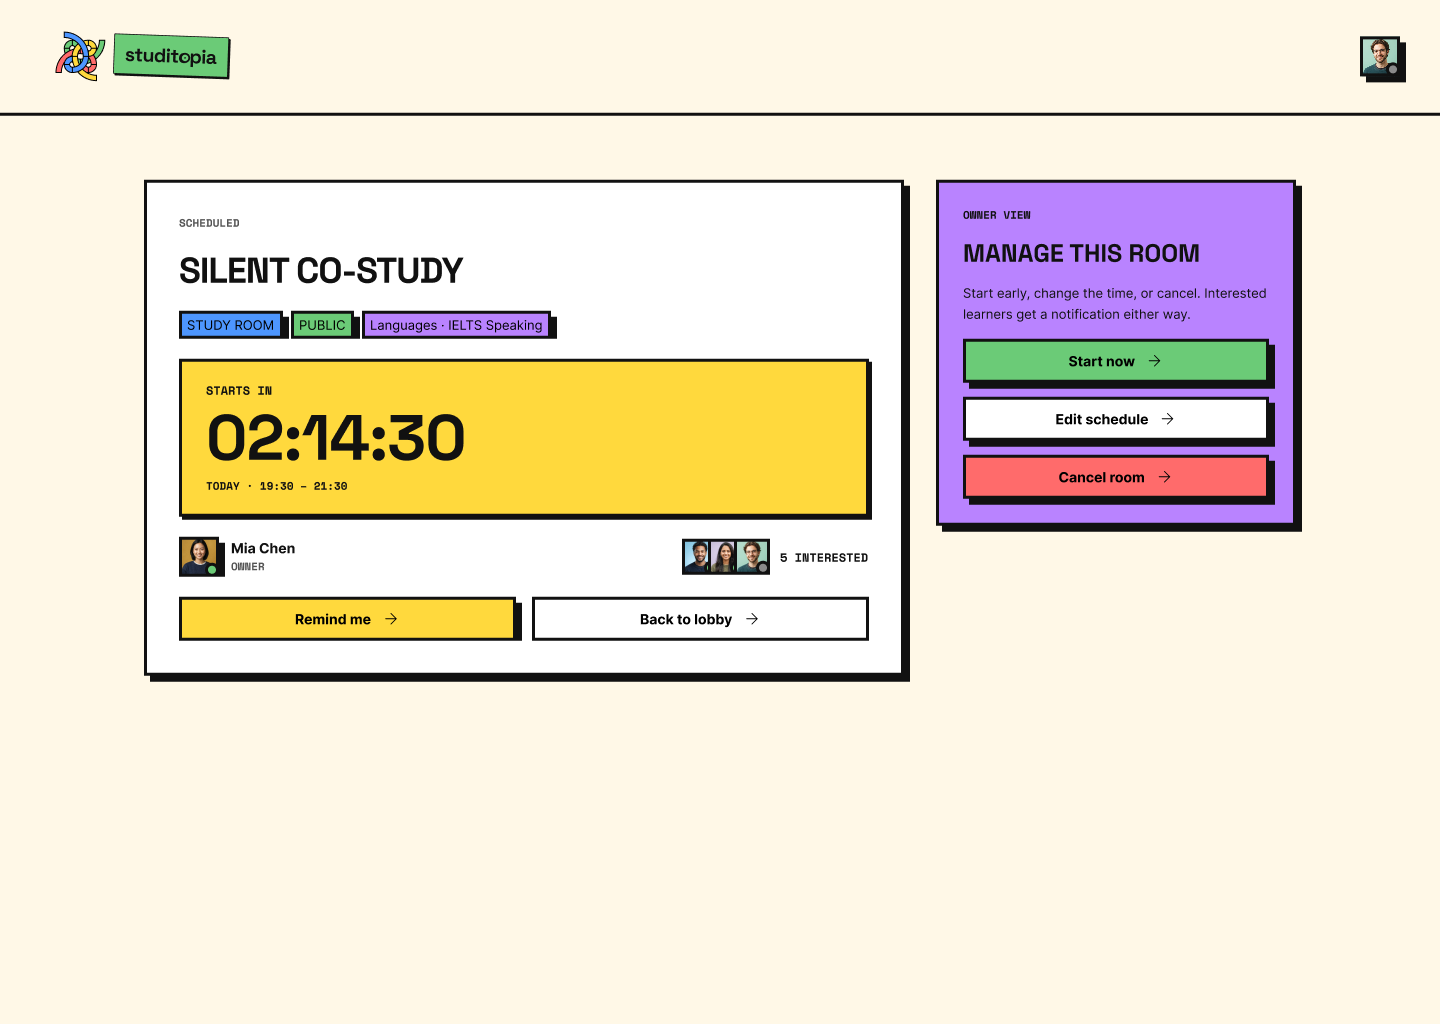 studitopia
SCHEDULED
SILENT CO-STUDY
STUDY ROOM
PUBLIC
Languages · IELTS Speaking
STARTS IN
02:14:30
TODAY · 19:30 – 21:30
Mia Chen
OWNER
5 INTERESTED
Remind me →
Back to lobby →
OWNER VIEW
MANAGE THIS ROOM
Start early, change the time, or cancel. Interested
learners get a notification either way.
Start now →
Edit schedule →
Cancel room →